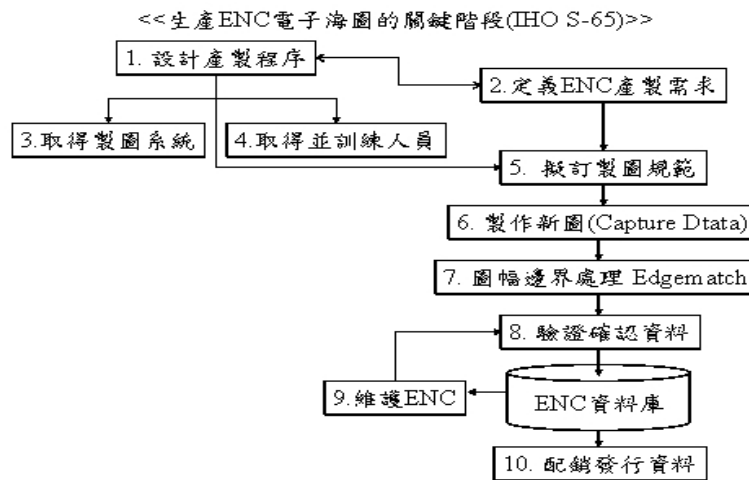 <<生產ENC電子海圖的關鍵階段(IHO S-65)>>
1. 設計產製程序
2.定義ENC產製需求
3.取得製圖系統
4.取得並訓練人員
5. 擬訂製圖規範
6. 製作新圖(Capture Dtata)
7. 圖幅邊界處理 Edgematch
8. 驗證確認資料
9.維護ENC
ENC資料庫
10. 配銷發行資料